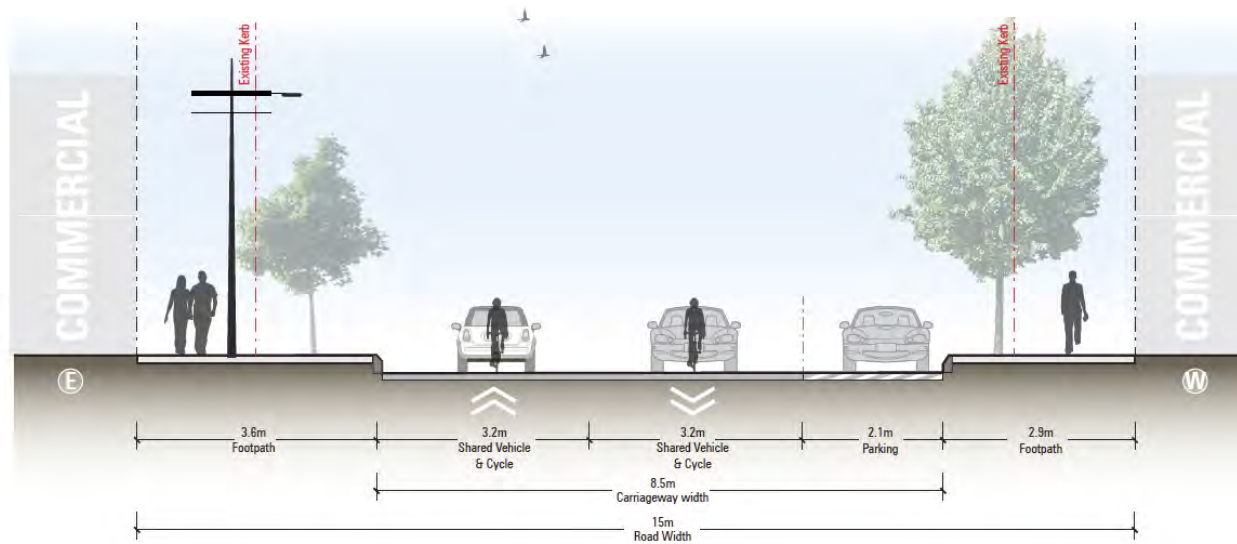 COMMERCIAL
Existing Kerb
Existing Kerb
COMMERCIAL
E
W
3.6m
Footpath
3.2m
Shared Vehicle
& Cycle
3.2m
Shared Vehicle
& Cycle
2.1m
Parking
2.9m
Footpath
8.5m
Carriageway width
15m
Road Width